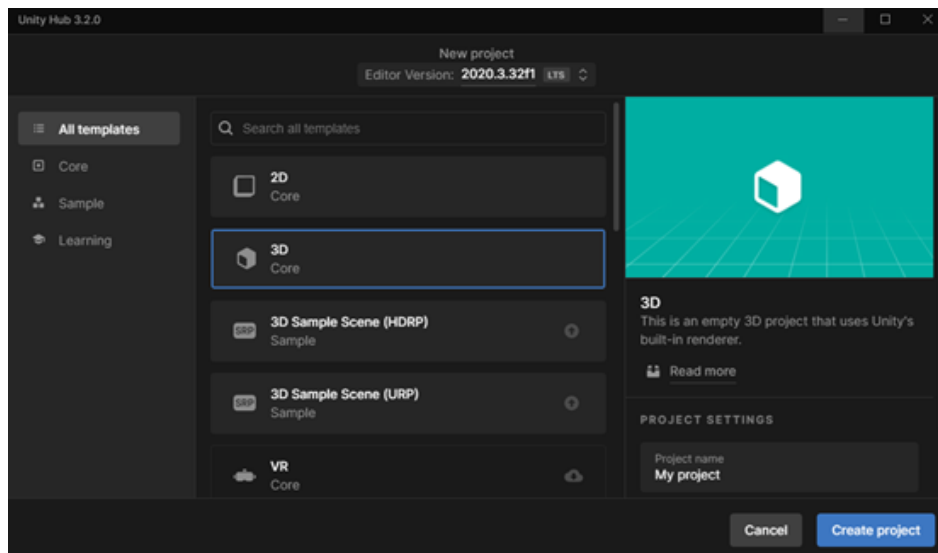 Unity Hub 3.2.0
New project
Editor Version: 2020.3.32f1 LTS
All templates
Core
Sample
Learning
Search all templates
2D
Core
3D
Core
SRP
3D Sample Scene (HDRP)
Sample
SRP
3D Sample Scene (URP)
Sample
VR
Core
3D
This is an empty 3D project that uses Unity's
built-in renderer.
Read more
PROJECT SETTINGS
Project name
My project
Cancel
Create project